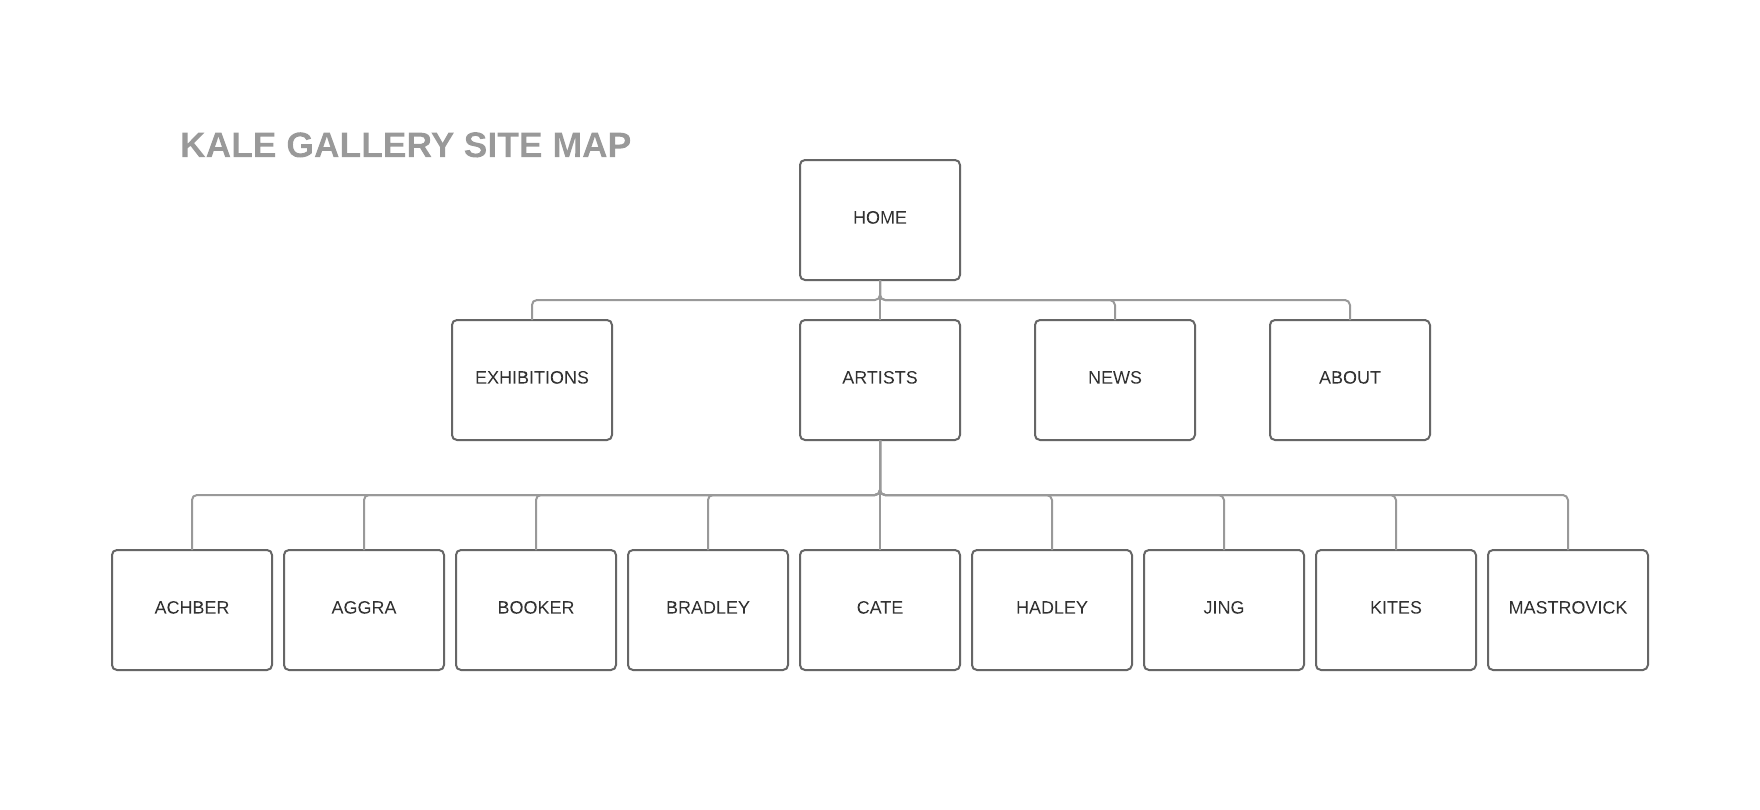 KALE GALLERY SITE MAP
HOME
EXHIBITIONS
ARTISTS
NEWS
ABOUT
ACHBER
AGGRA
BOOKER
BRADLEY
CATE
HADLEY
JING
KITES
MASTROVICK